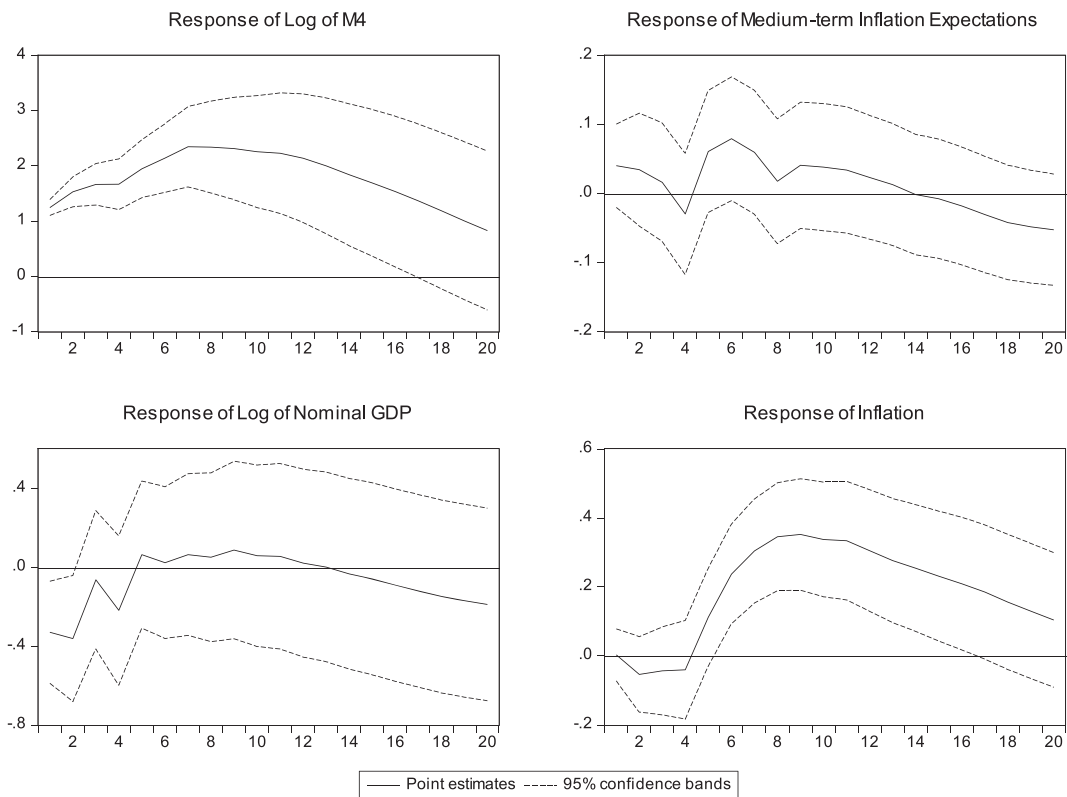 Response of Log of M4
4
3
2
1
0
-1
2 4 6 8 10 12 14 16 18 20
Response of Medium-term Inflation Expectations
.2
.1
.0
-.1
-.2
2 4 6 8 10 12 14 16 18 20
Response of Log of Nominal GDP
.4
.0
-.4
-.8
2 4 6 8 10 12 14 16 18 20
Response of Inflation
.6
.4
.2
.0
-.2
2 4 6 8 10 12 14 16 18 20
Point estimates 95% confidence bands